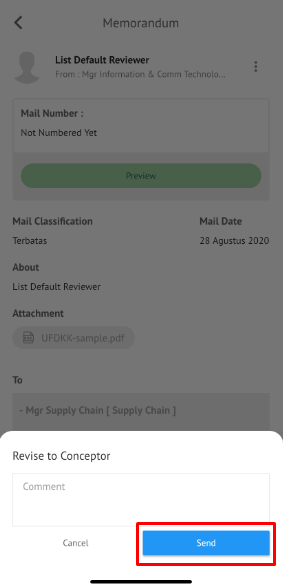 Memorandum
List Default Reviewer
From : Mgr Information & Comm Technolo...
Mail Number :
Not Numbered Yet
Preview
Mail Classification
Mail Date
Terbatas
28 Agustus 2020
About
List Default Reviewer
Attachment
UFDKK-sample.pdf
To
- Mgr Supply Chain [ Supply Chain ]
Revise to Conceptor
Comment
Cancel
Send